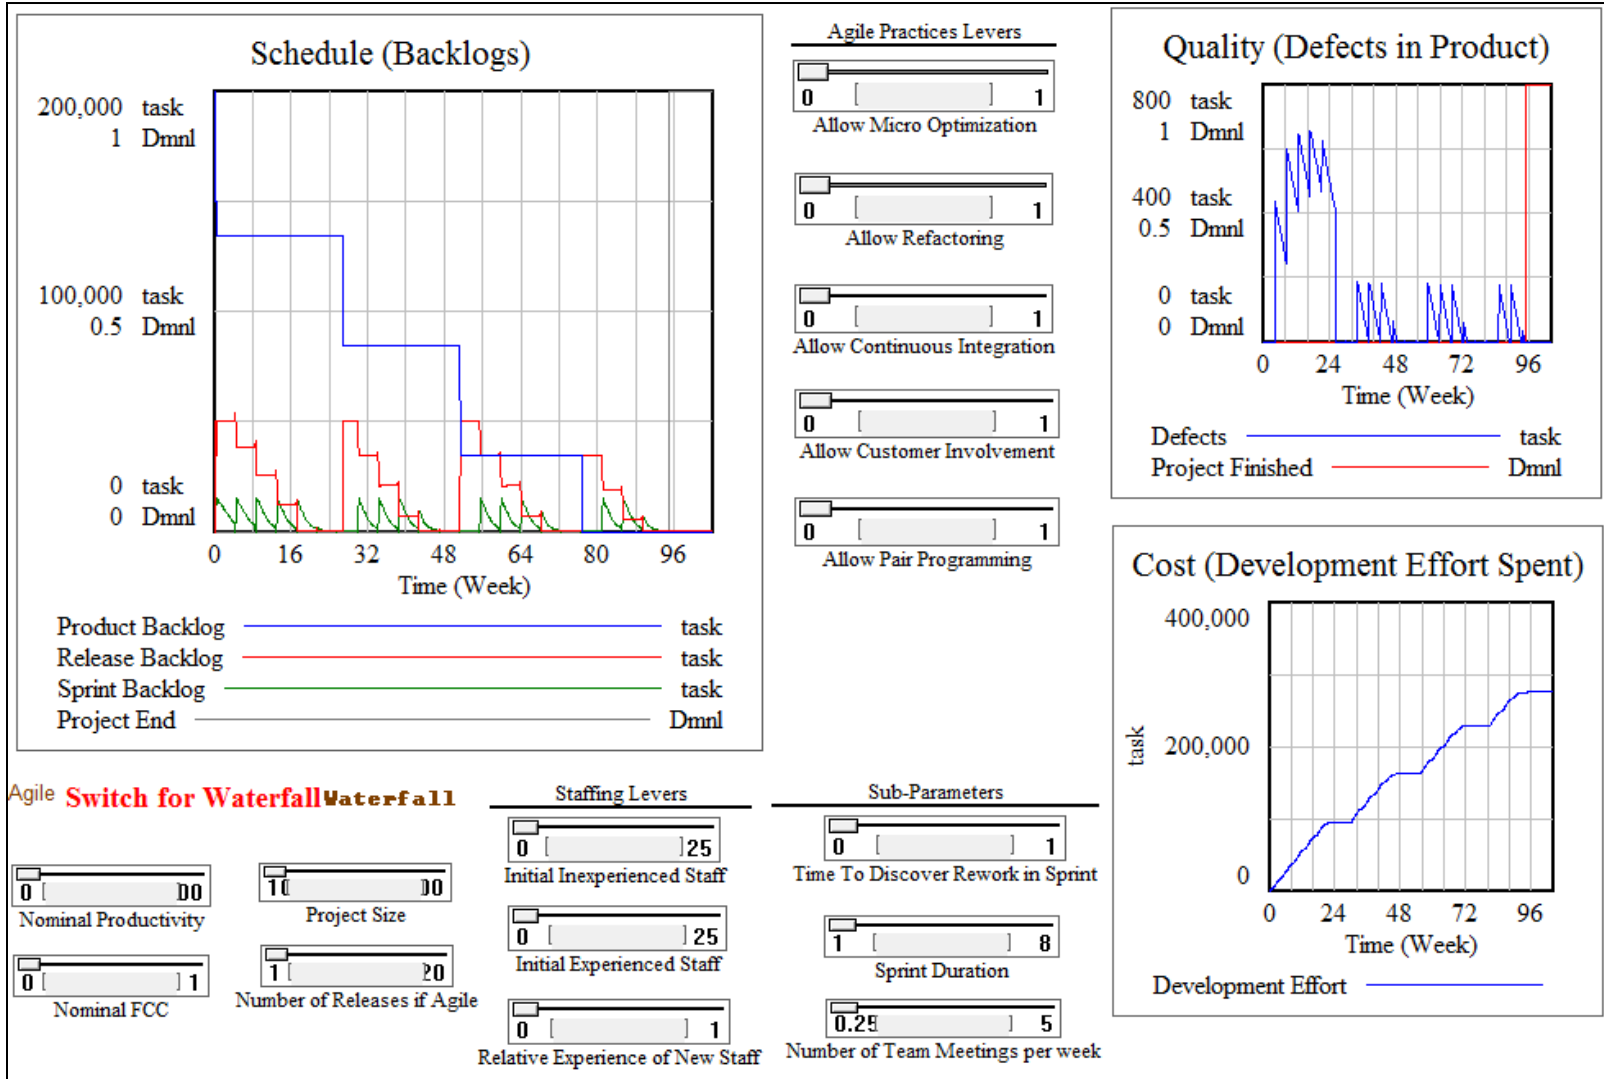 Schedule (Backlogs)
200,000 task
1 Dmnl
100,000 task
0.5 Dmnl
0 task
0 Dmnl
0 16 32 48 64 80 96
Time (Week)
Product Backlog task
Release Backlog task
Sprint Backlog task
Project End Dmnl
Agile Practices Levers
0 [ ] 1
Allow Micro Optimization
0 [ ] 1
Allow Refactoring
0 [ ] 1
Allow Continuous Integration
0 [ ] 1
Allow Customer Involvement
0 [ ] 1
Allow Pair Programming
Quality (Defects in Product)
800 task
1 Dmnl
400 task
0.5 Dmnl
0 task
0 Dmnl
0 24 48 72 96
Time (Week)
Defects task
Project Finished Dmnl
Cost (Development Effort Spent)
400,000
200,000
0
task
0 24 48 72 96
Time (Week)
Development Effort
Agile Switch for Waterfall Waterfall
0 [ ]
Nominal Productivity
0 [ ] 1
Nominal FCC
Project Size
1 [ ]
Number of Releases if Agile
Staffing Levers
0 [ ] 25
Initial Inexperienced Staff
0 [ ] 25
Initial Experienced Staff
0 [ ] 1
Relative Experience of New Staff
Sub-Parameters
0 [ ] 1
Time To Discover Rework in Sprint
1 [ ] 8
Sprint Duration
0.25 ] 5
Number of Team Meetings per week